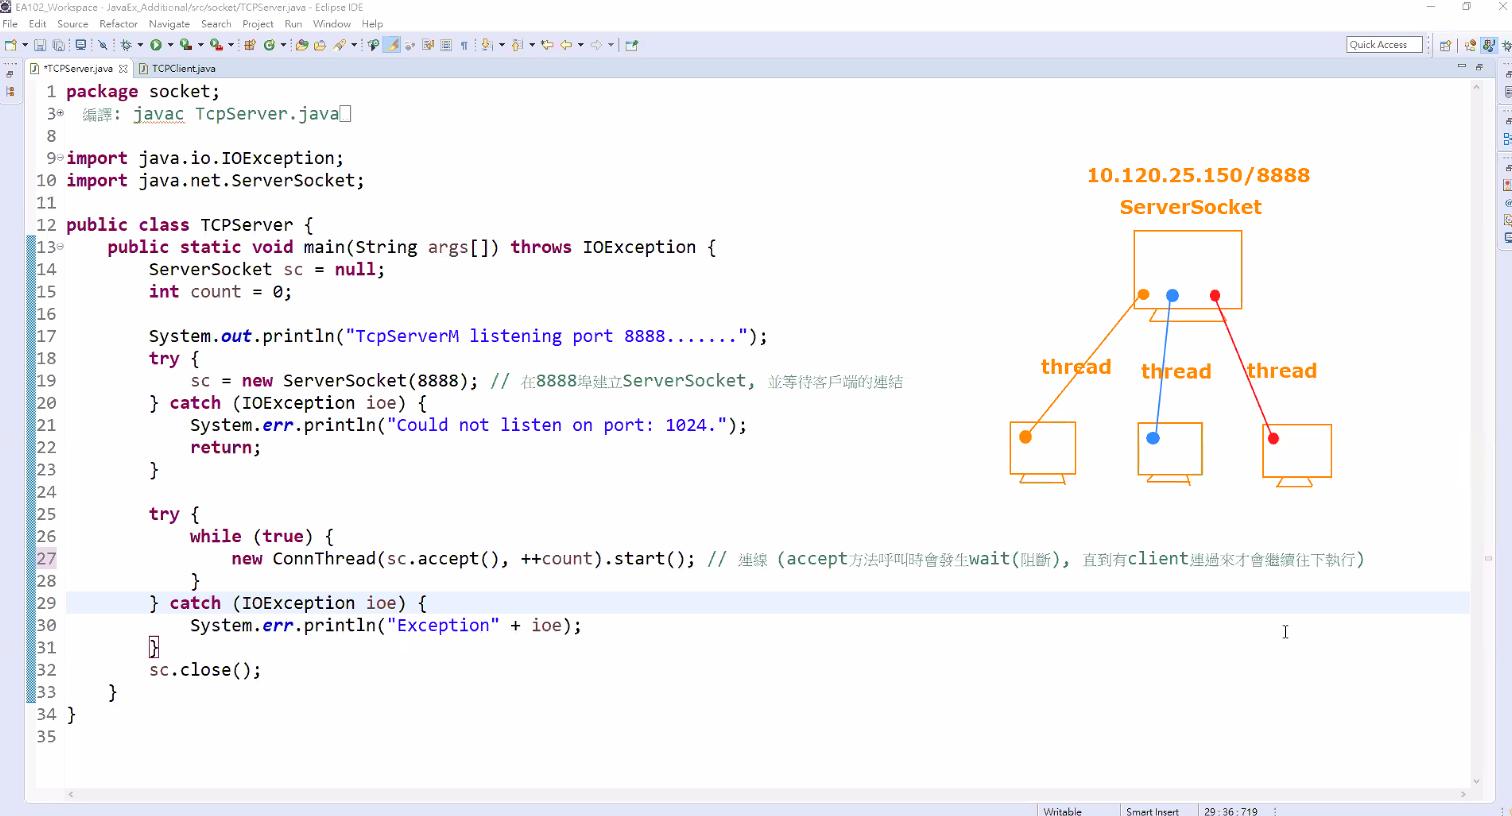 EA102_Workspace - JavaEx_Additional/src/socket/TCPServer.java - Eclipse IDE
File Edit Source Refactor Navigate Search Project Run Window Help
Quick Access
*TCPServer.java TCPClient.java
1 package socket;
3 編譯: javac TcpServer.java
8
9 import java.io.IOException;
10 import java.net.ServerSocket;
11
12 public class TCPServer {
13 public static void main(String args[]) throws IOException {
14 ServerSocket sc = null;
15 int count = 0;
16
17 System.out.println("TcpServerM listening port 8888.......");
18 try {
19 sc = new ServerSocket(8888); // 在8888埠建立ServerSocket, 並等待客戶端的連結
20 } catch (IOException ioe) {
21 System.err.println("Could not listen on port: 1024.");
22 return;
23 }
24
25 try {
26 while (true) {
27 new ConnThread(sc.accept(), ++count).start(); // 連線 (accept方法呼叫時會發生wait(阻斷), 直到有client連過來才會繼續往下執行)
28 }
29 } catch (IOException ioe) {
30 System.err.println("Exception" + ioe);
31 }
32 sc.close();
33 }
34 }
35
10.120.25.150/8888
ServerSocket
thread thread thread
Writable Smart Insert 29 : 36 : 719